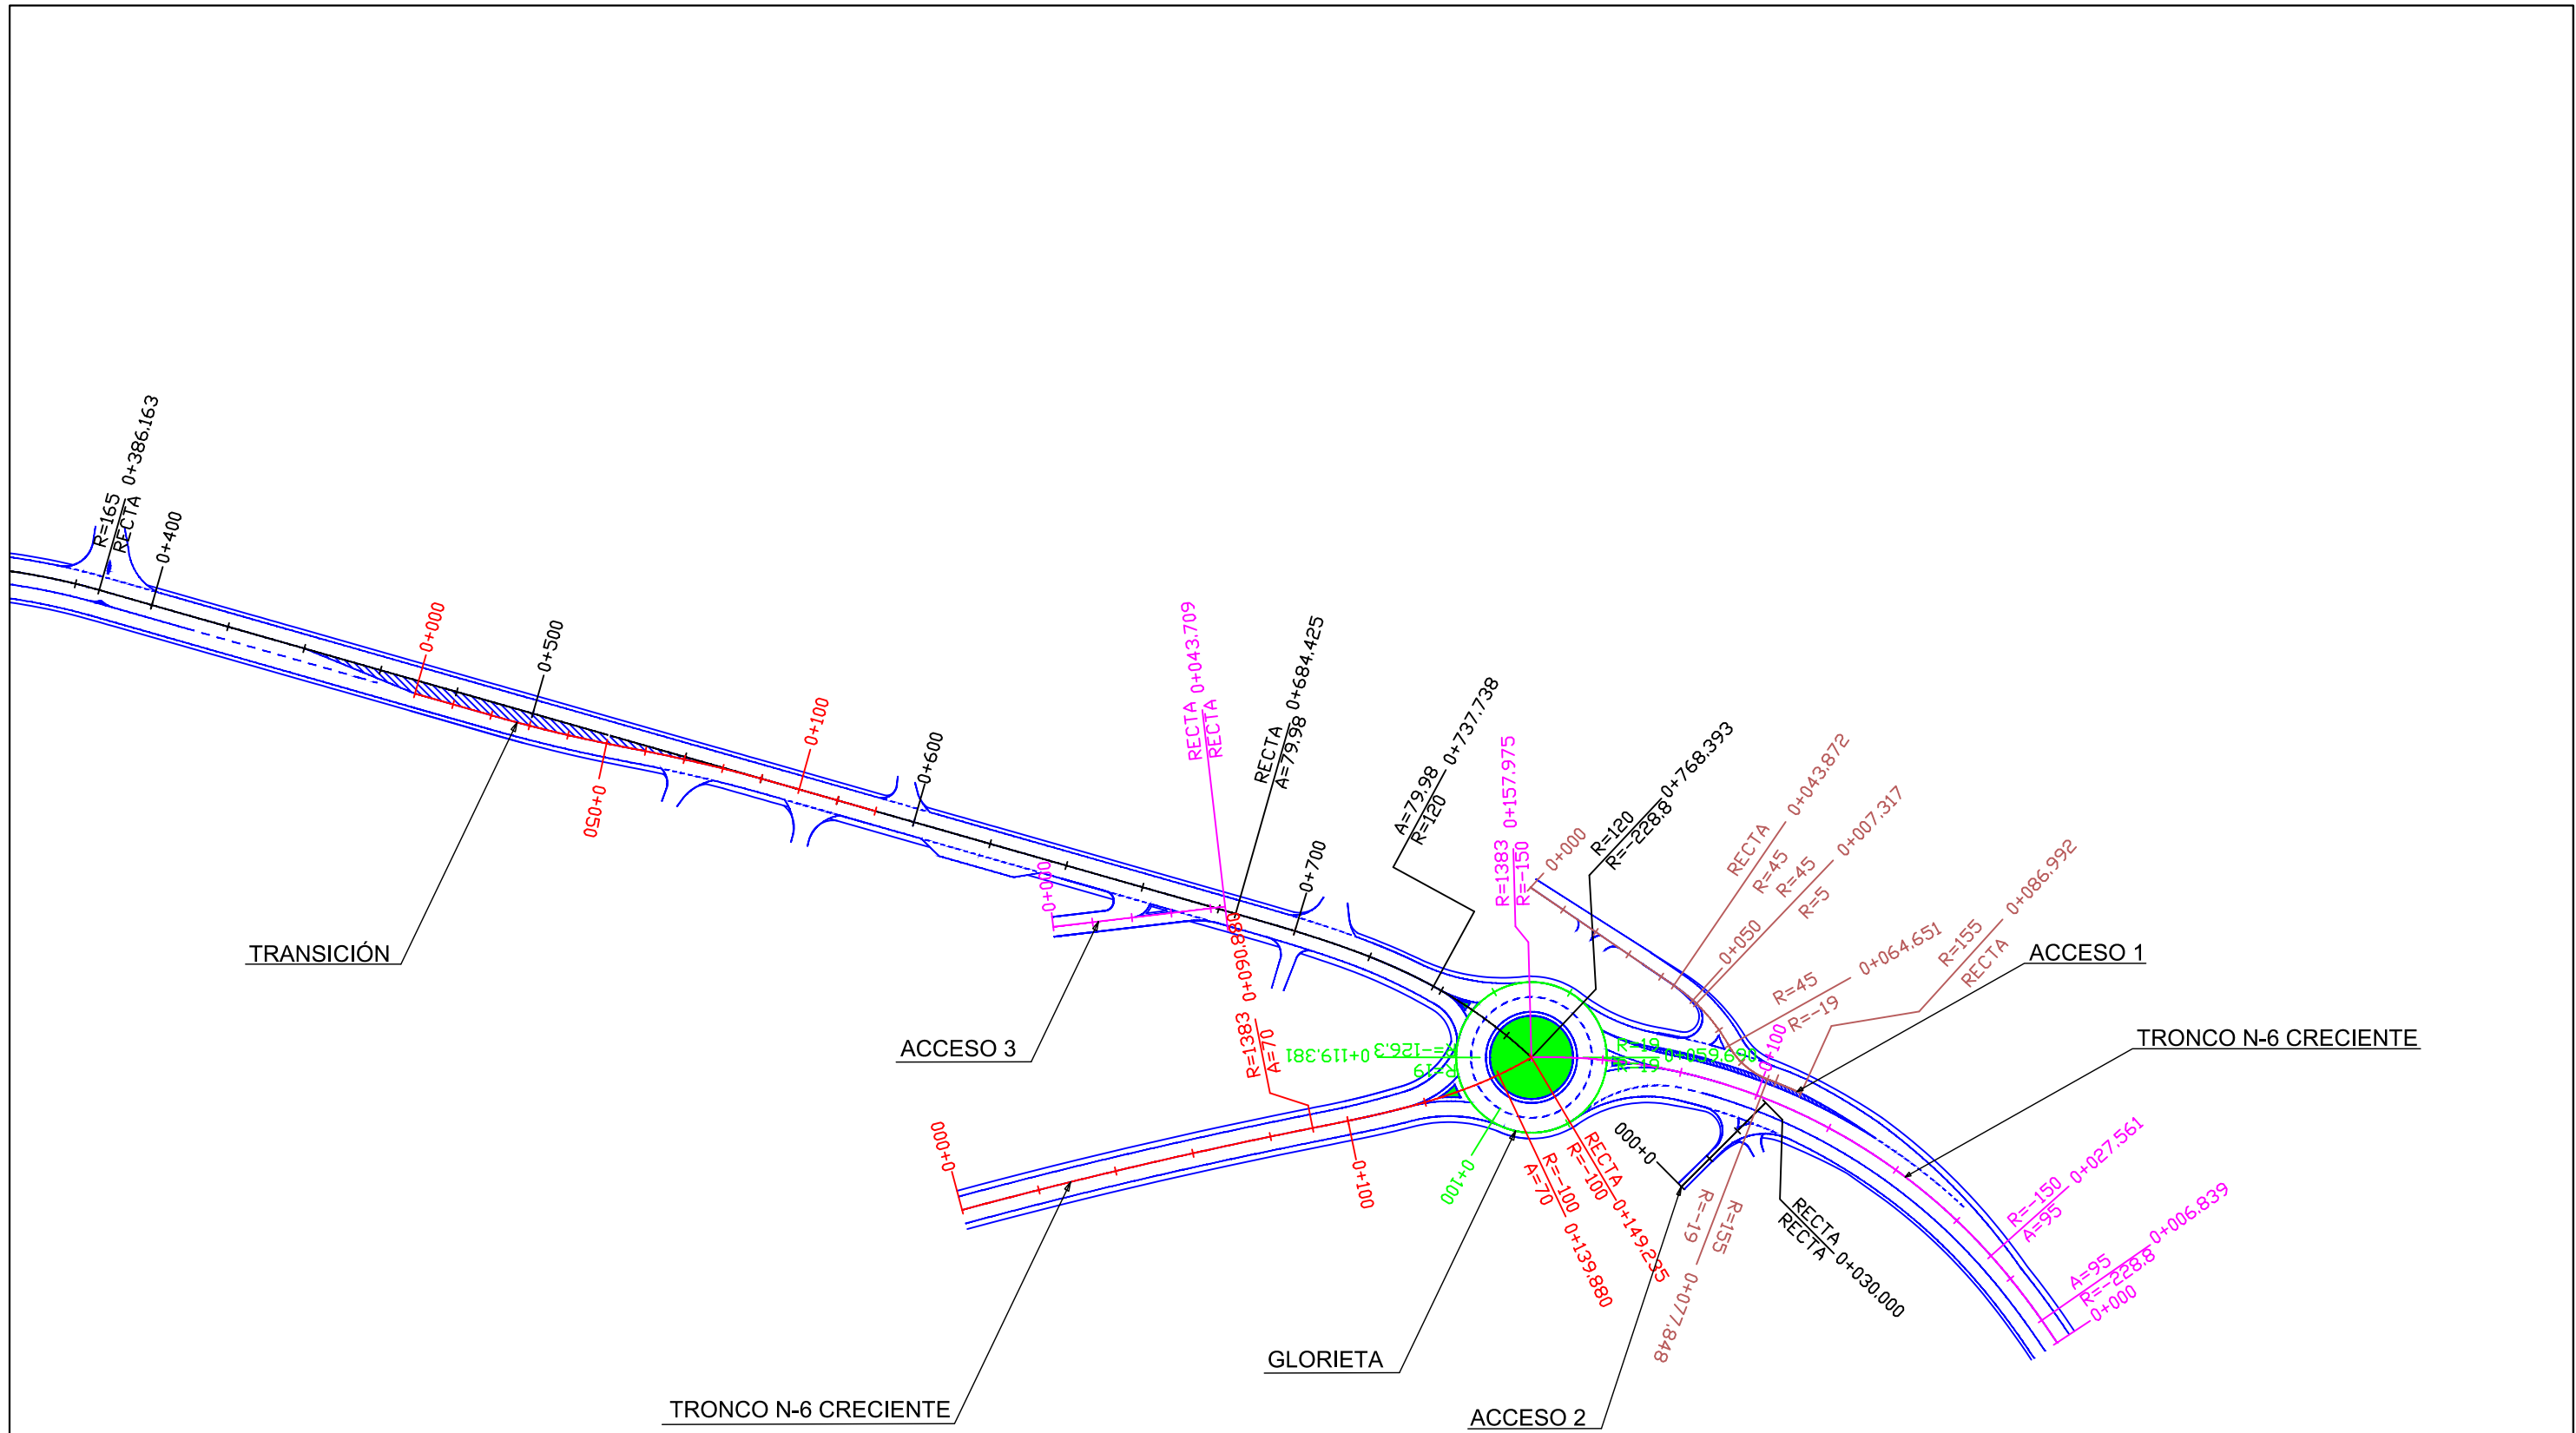 R=165
RECTA
0+386.163
0+400
0+000
0+500
0+050
0+100
0+600
TRANSICIÓN
RECTA
RECTA
0+043.709
RECTA
A=79.98
0+684.425
0+000
0+700
ACCESO 3
A=79.98
R=120
0+737.738
R=1383
R=-150
0+157.975
R=120
R=-228.8
0+768.393
0+000
RECTA
R=45
0+043.872
0+050
R=45
R=5
0+007.317
R=45
R=-19
0+064.651
R=155
RECTA
0+086.992
ACCESO 1
0+100
TRONCO N-6 CRECIENTE
R=1383
A=70
R=-126.3
R=19
0+119.381
R=19
R=-19
0+059.690
0+100
0+000
0+100
RECTA
R=-100
0+149.235
R=-100
A=70
0+139.880
0+000
R=155
R=-19
0+077.848
RECTA
RECTA
0+030.000
R=-150
A=95
0+027.561
A=95
R=-228.8
0+006.839
0+000
GLORIETA
TRONCO N-6 CRECIENTE
ACCESO 2